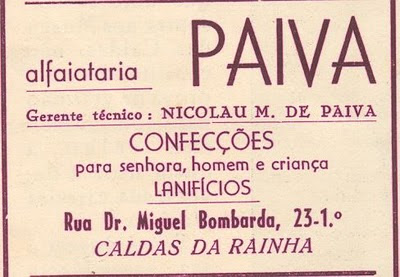 alfaiataria PAIVA
Gerente técnico: NICOLAU M. DE PAIVA
CONFECÇÕES
para senhora, homem e criança
LANIFÍCIOS
Rua Dr. Miguel Bombarda, 23-1.º
CALDAS DA RAINHA